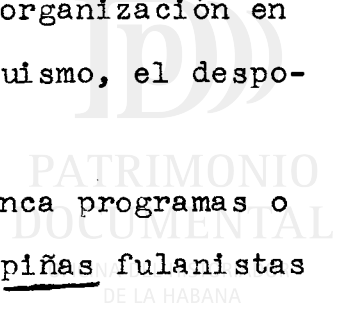 organización en
uismo, el despo-
PATRIMONIO
nca programas o
DOCUMENTAL
piñas fulanistas
DE LA HABANA